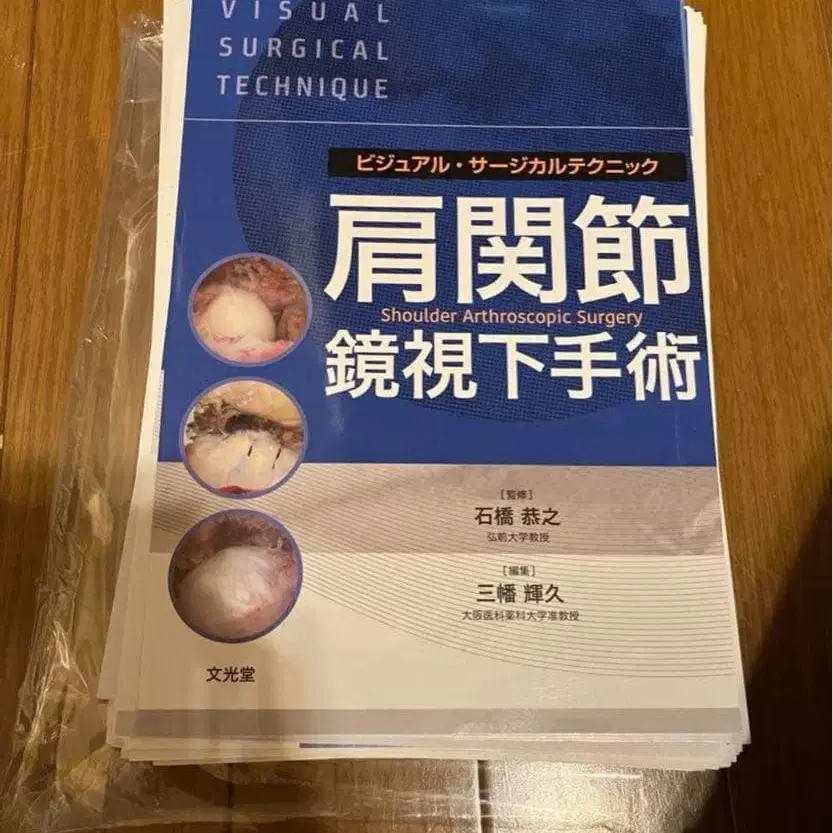 VISUAL
SURGICAL
TECHNIQUE
ビジュアル・サージカルテクニック
肩関節
Shoulder Arthroscopic Surgery
鏡視下手術
［監修］
石橋 恭之
弘前大学教授
［編集］
三幡 輝久
大阪医科薬科大学准教授
文光堂